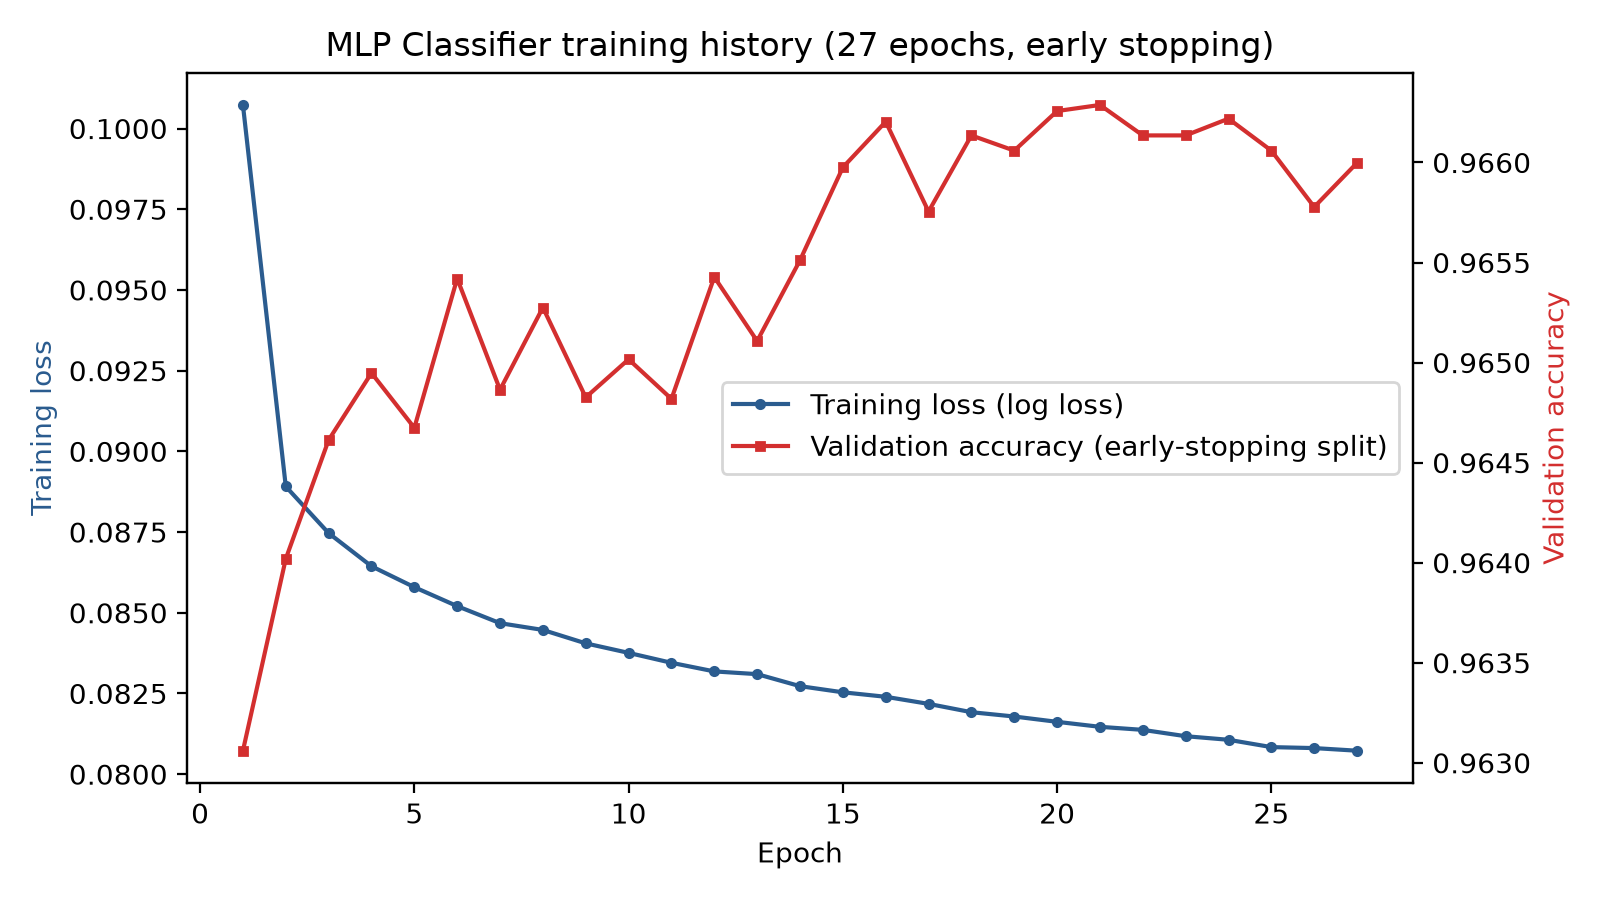 MLP Classifier training history (27 epochs, early stopping)
Training loss
0.1000
0.0975
0.0950
0.0925
0.0900
0.0875
0.0850
0.0825
0.0800
Training loss (log loss)
Validation accuracy (early-stopping split)
0.9660
0.9655
0.9650
0.9645
0.9640
0.9635
0.9630
Validation accuracy
0 5 10 15 20 25
Epoch